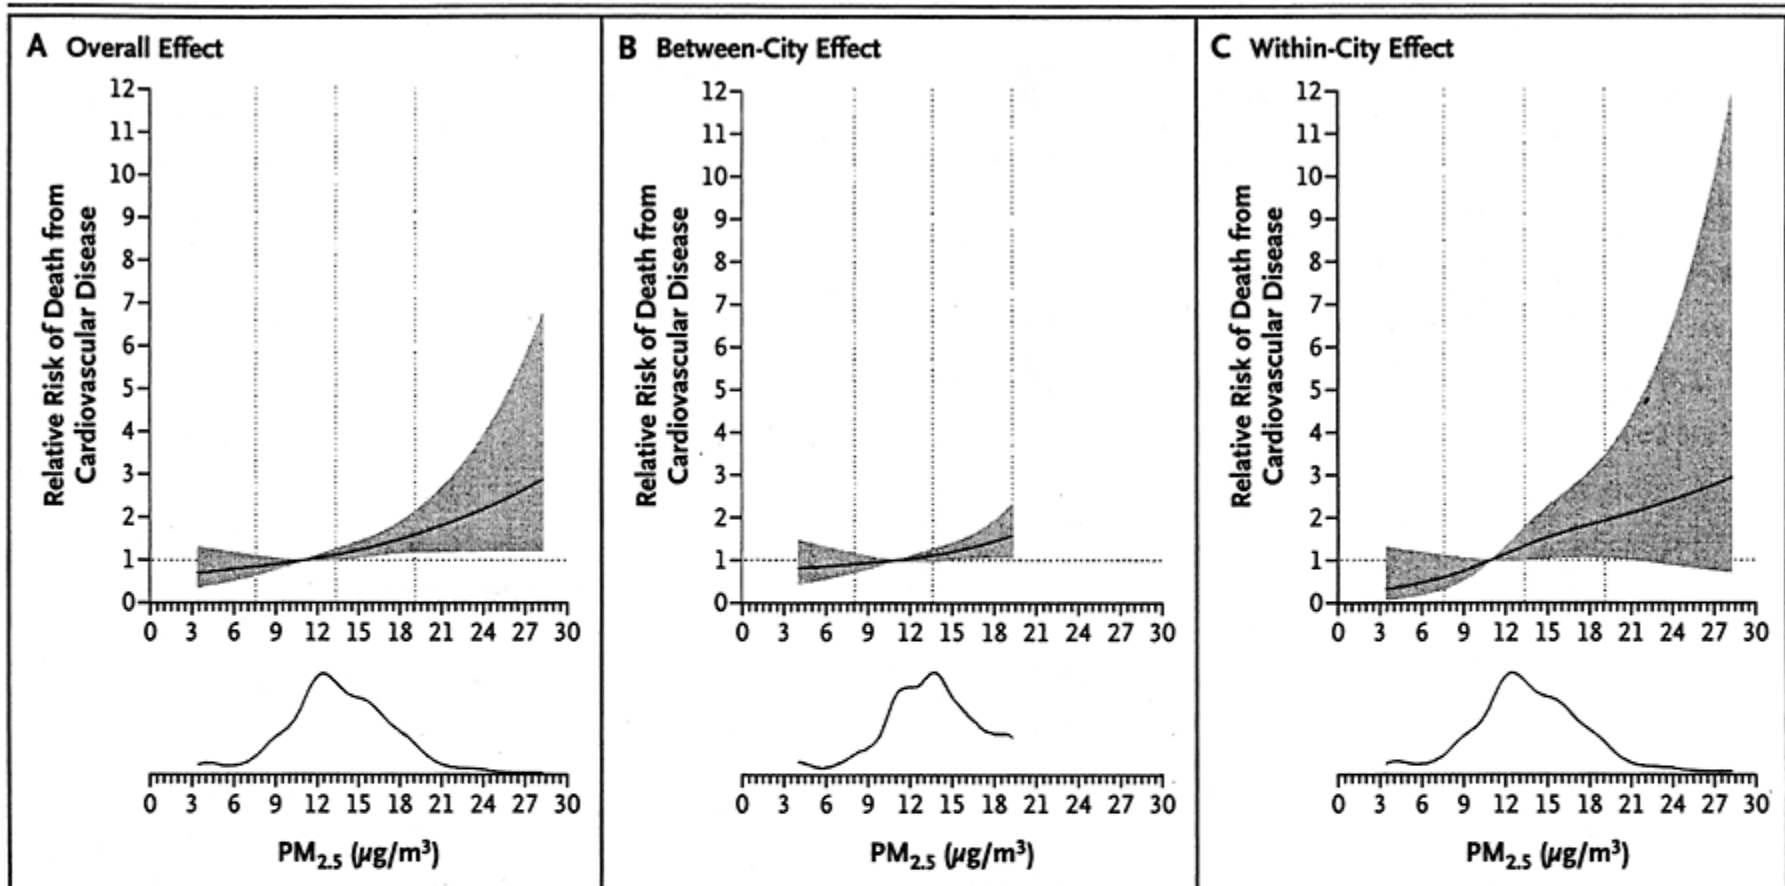 A Overall Effect
Relative Risk of Death from
Cardiovascular Disease
12
11
10
9
8
7
6
5
4
3
2
1
0
0 3 6 9 12 15 18 21 24 27 30
0 3 6 9 12 15 18 21 24 27 30
PM2.5 (µg/m³)
B Between-City Effect
Relative Risk of Death from
Cardiovascular Disease
12
11
10
9
8
7
6
5
4
3
2
1
0
0 3 6 9 12 15 18 21 24 27 30
0 3 6 9 12 15 18 21 24 27 30
PM2.5 (µg/m³)
C Within-City Effect
Relative Risk of Death from
Cardiovascular Disease
12
11
10
9
8
7
6
5
4
3
2
1
0
0 3 6 9 12 15 18 21 24 27 30
0 3 6 9 12 15 18 21 24 27 30
PM2.5 (µg/m³)